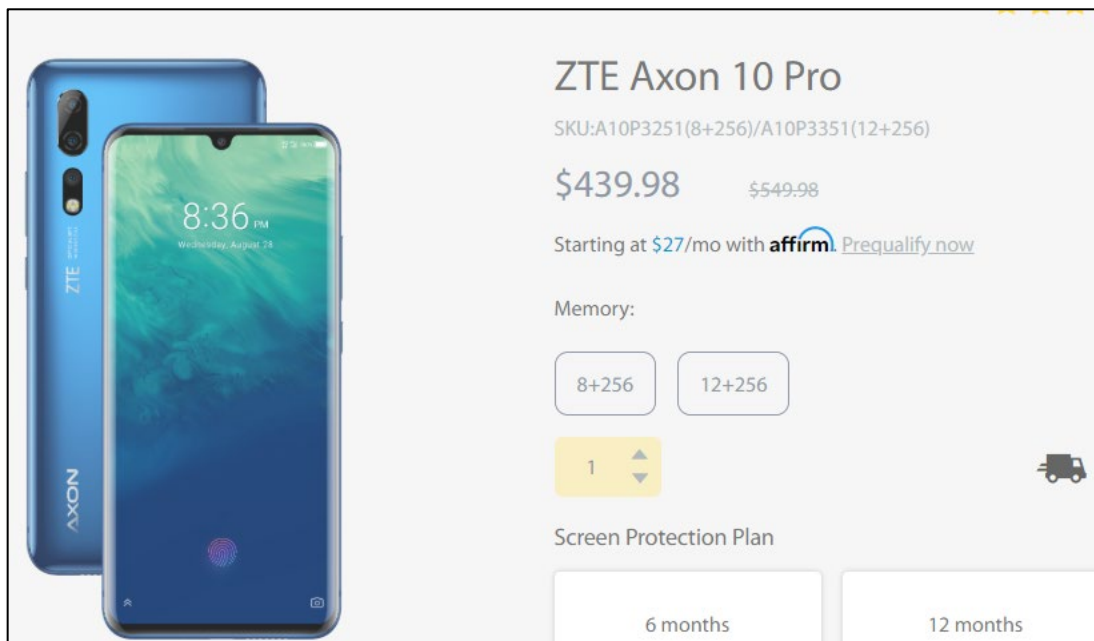 ZTE Axon 10 Pro
SKU:A10P3251(8+256)/A10P3351(12+256)
$439.98 $549.98
Starting at $27/mo with affirm. Prequalify now
Memory:
8+256 12+256
1
Screen Protection Plan
6 months 12 months
8:36 PM
Wednesday, August 28
ZTE
AXON